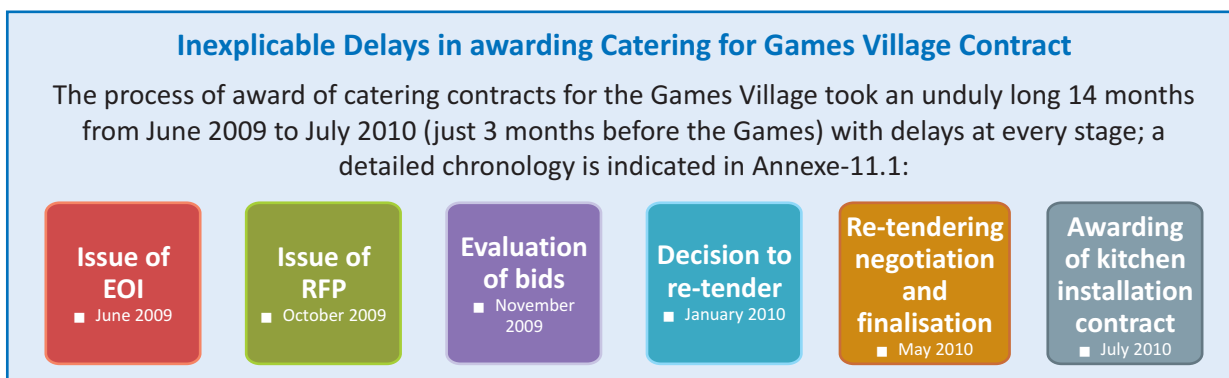 Inexplicable Delays in awarding Catering for Games Village Contract
The process of award of catering contracts for the Games Village took an unduly long 14 months
from June 2009 to July 2010 (just 3 months before the Games) with delays at every stage; a
detailed chronology is indicated in Annexe-11.1:
Issue of
EOI
■ June 2009
Issue of
RFP
■ October 2009
Evaluation
of bids
■ November
2009
Decision to
re-tender
■ January 2010
Re-tendering
negotiation
and
finalisation
■ May 2010
Awarding
of kitchen
installation
contract
■ July 2010